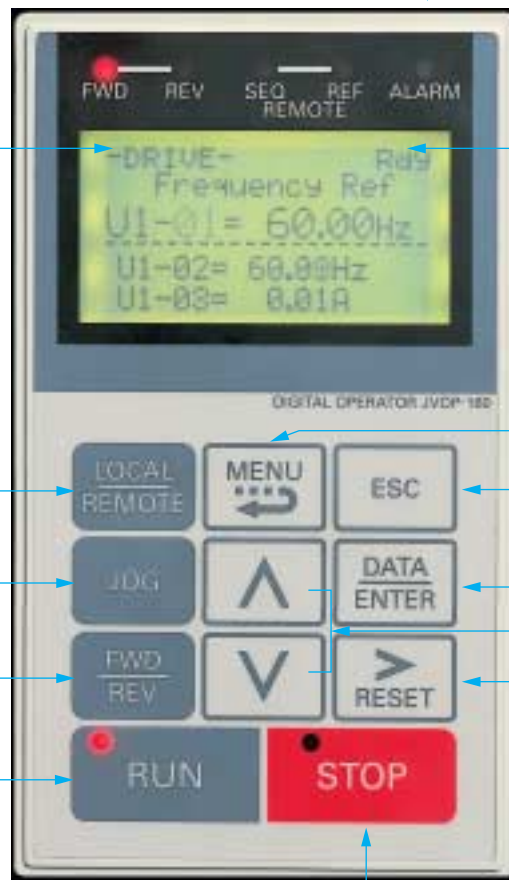 FWD REV SEQ REF ALARM
REMOTE
-DRIVE- Rdy
Frequency Ref
U1-01= 60.00Hz
U1-02= 60.00Hz
U1-03= 0.01A
DIGITAL OPERATOR JVOP-160
LOCAL
REMOTE
MENU
ESC
JOG
DATA
ENTER
FWD
REV
>
RESET
RUN
STOP